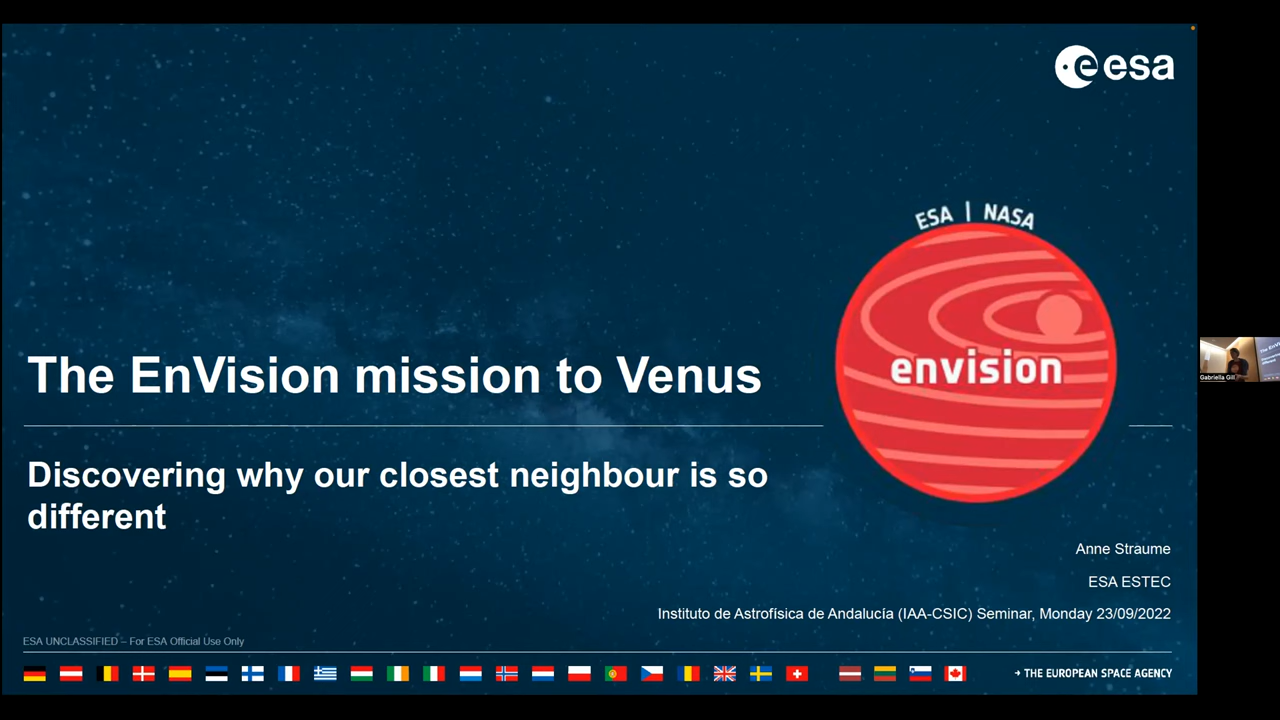 esa
ESA | NASA
envision
The EnVision mission to Venus
Discovering why our closest neighbour is so
different
Anne Straume
ESA ESTEC
Instituto de Astrofísica de Andalucía (IAA-CSIC) Seminar, Monday 23/09/2022
ESA UNCLASSIFIED – For ESA Official Use Only
→ THE EUROPEAN SPACE AGENCY
Gabriella Gil